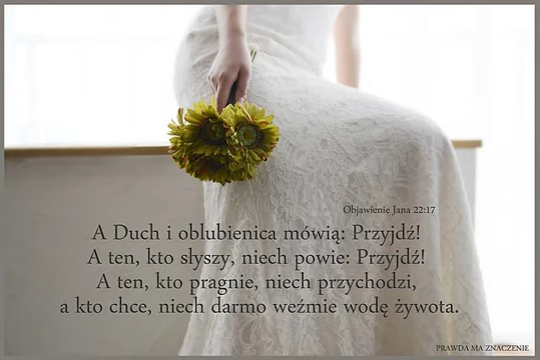 Objawienie Jana 22:17
A Duch i oblubienica mówią: Przyjdź!
A ten, kto słyszy, niech powie: Przyjdź!
A ten, kto pragnie, niech przychodzi,
a kto chce, niech darmo weźmie wodę żywota.
PRAWDA MA ZNACZENIE